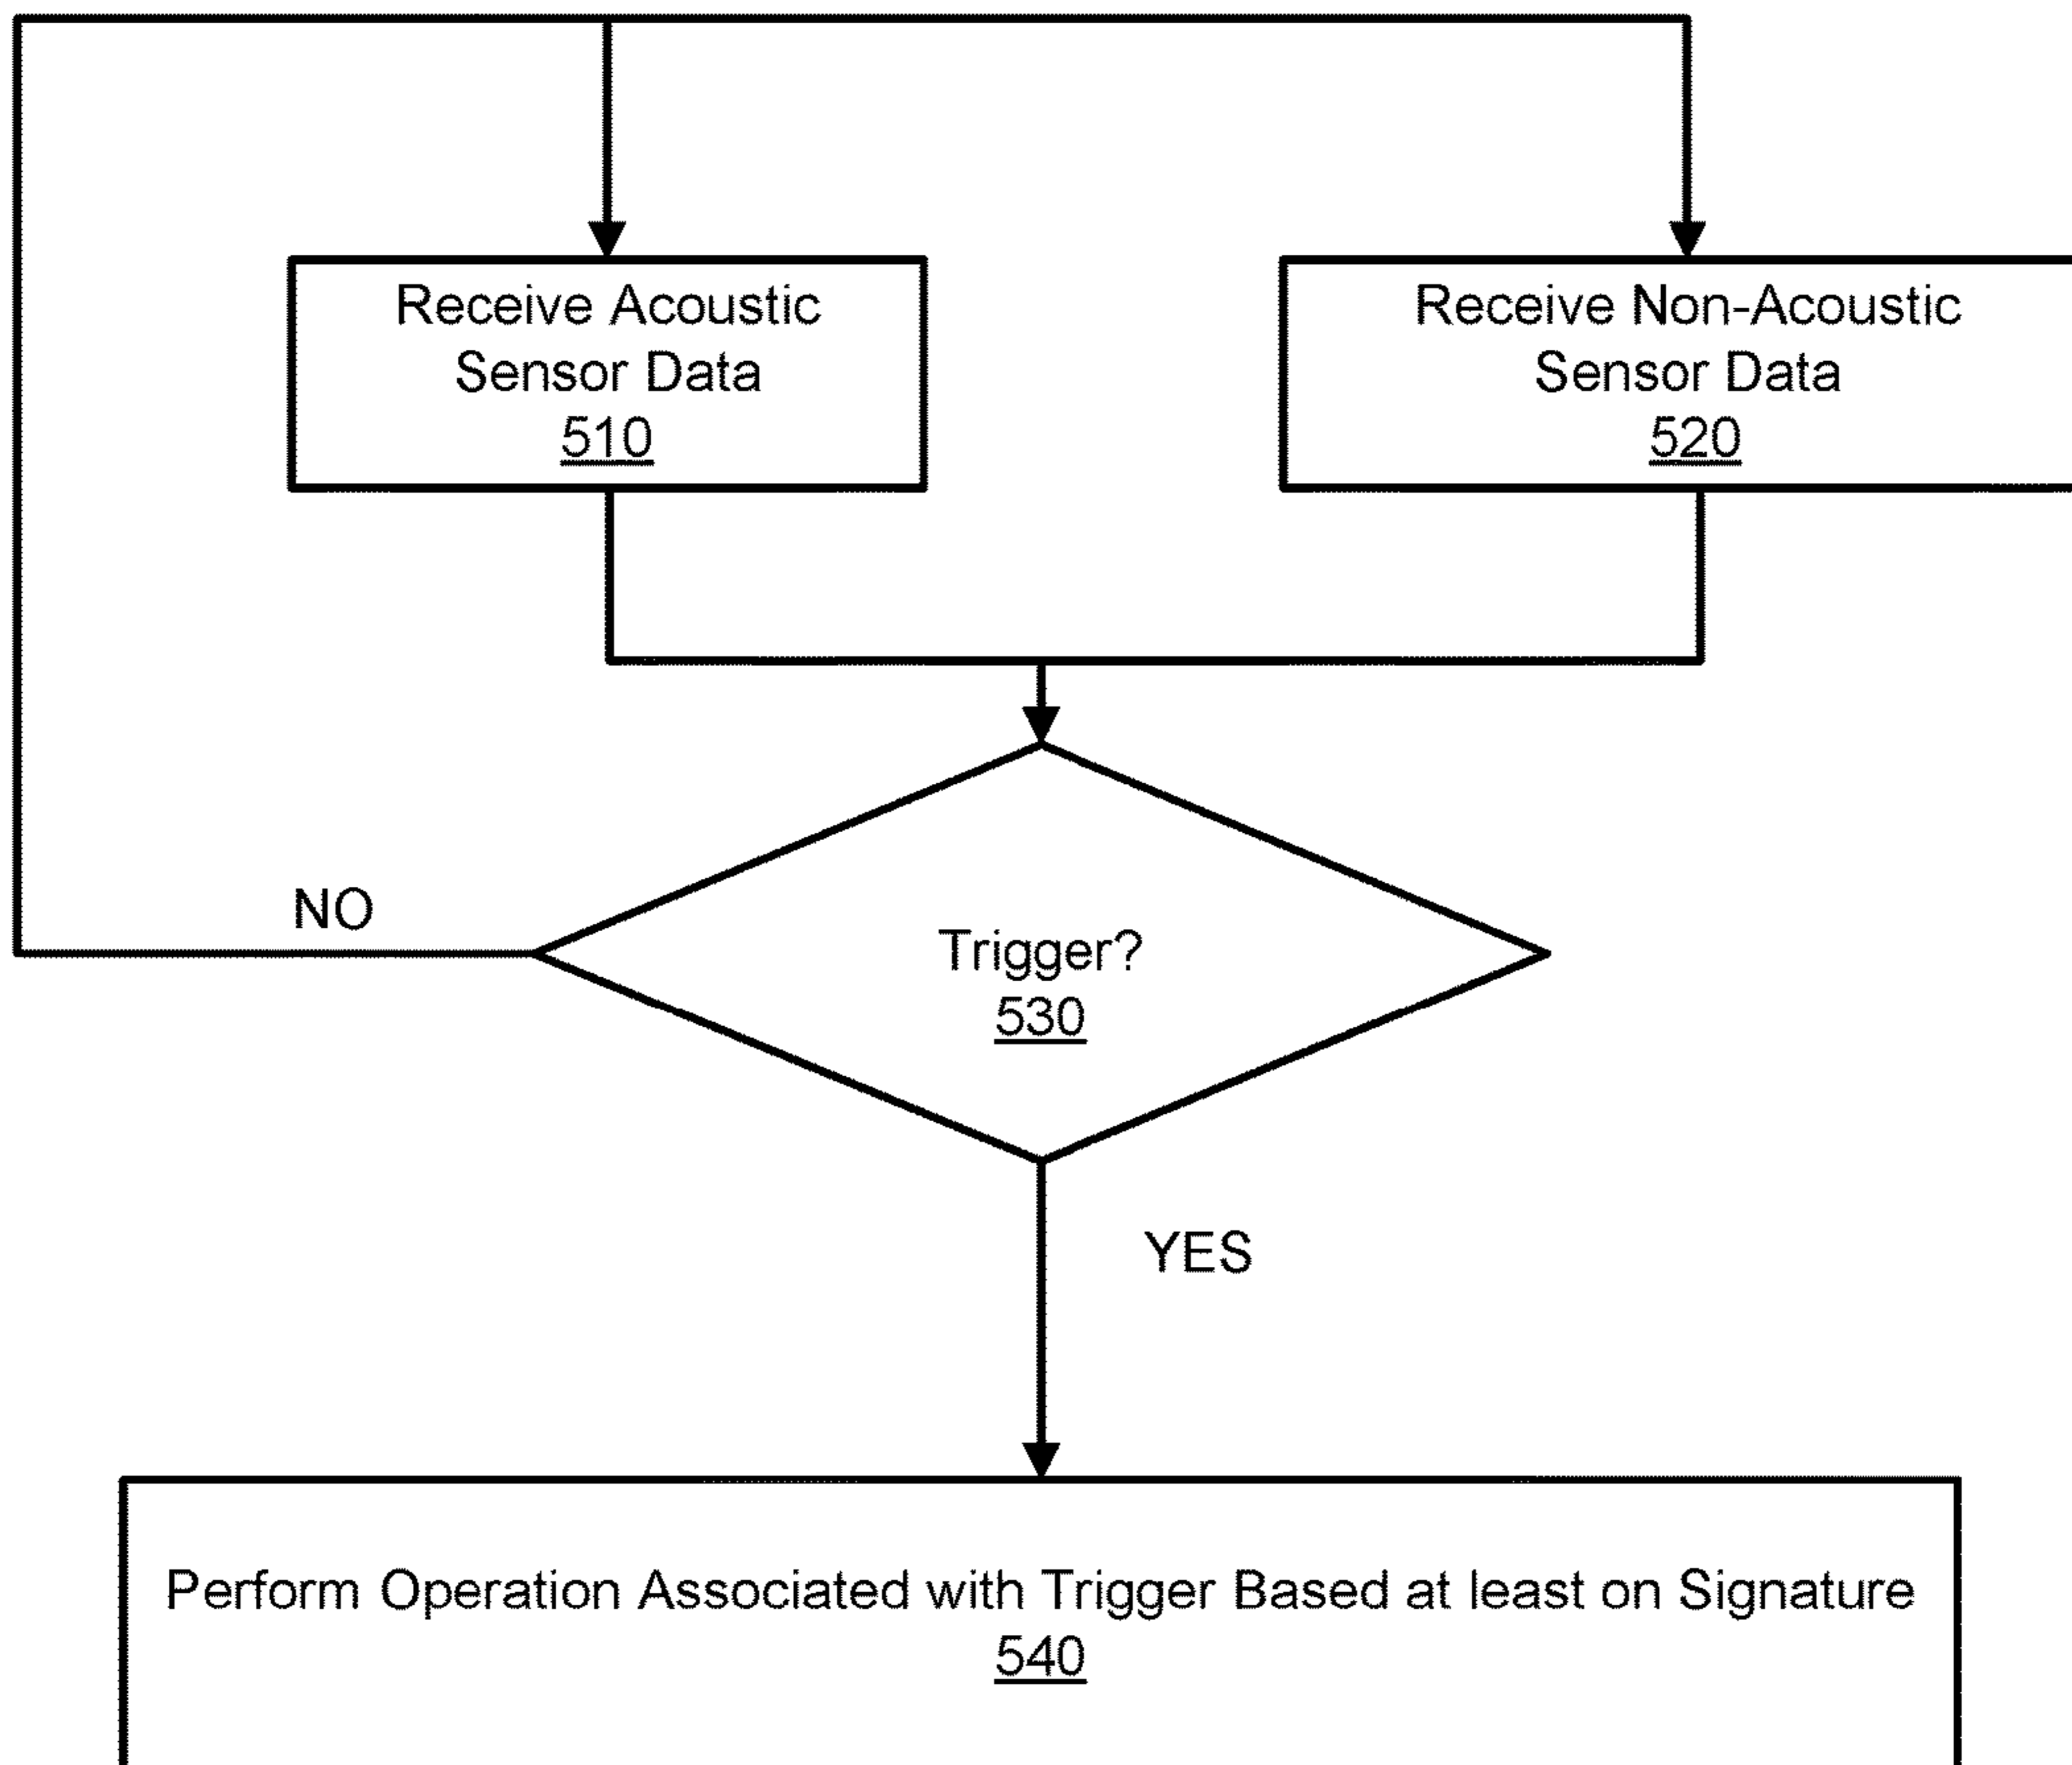 Receive Acoustic
Sensor Data
510
Receive Non-Acoustic
Sensor Data
520
NO
Trigger?
530
YES
Perform Operation Associated with Trigger Based at least on Signature
540